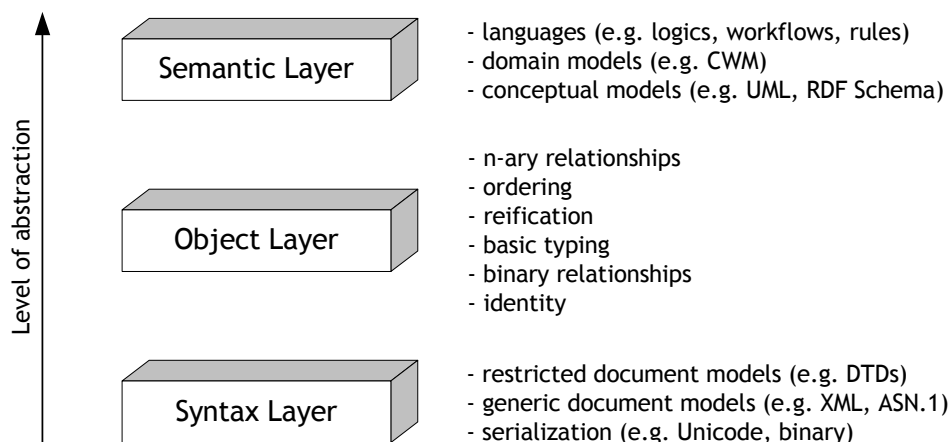 Level of abstraction
Semantic Layer
- languages (e.g. logics, workflows, rules)
- domain models (e.g. CWM)
- conceptual models (e.g. UML, RDF Schema)
Object Layer
- n-ary relationships
- ordering
- reification
- basic typing
- binary relationships
- identity
Syntax Layer
- restricted document models (e.g. DTDs)
- generic document models (e.g. XML, ASN.1)
- serialization (e.g. Unicode, binary)